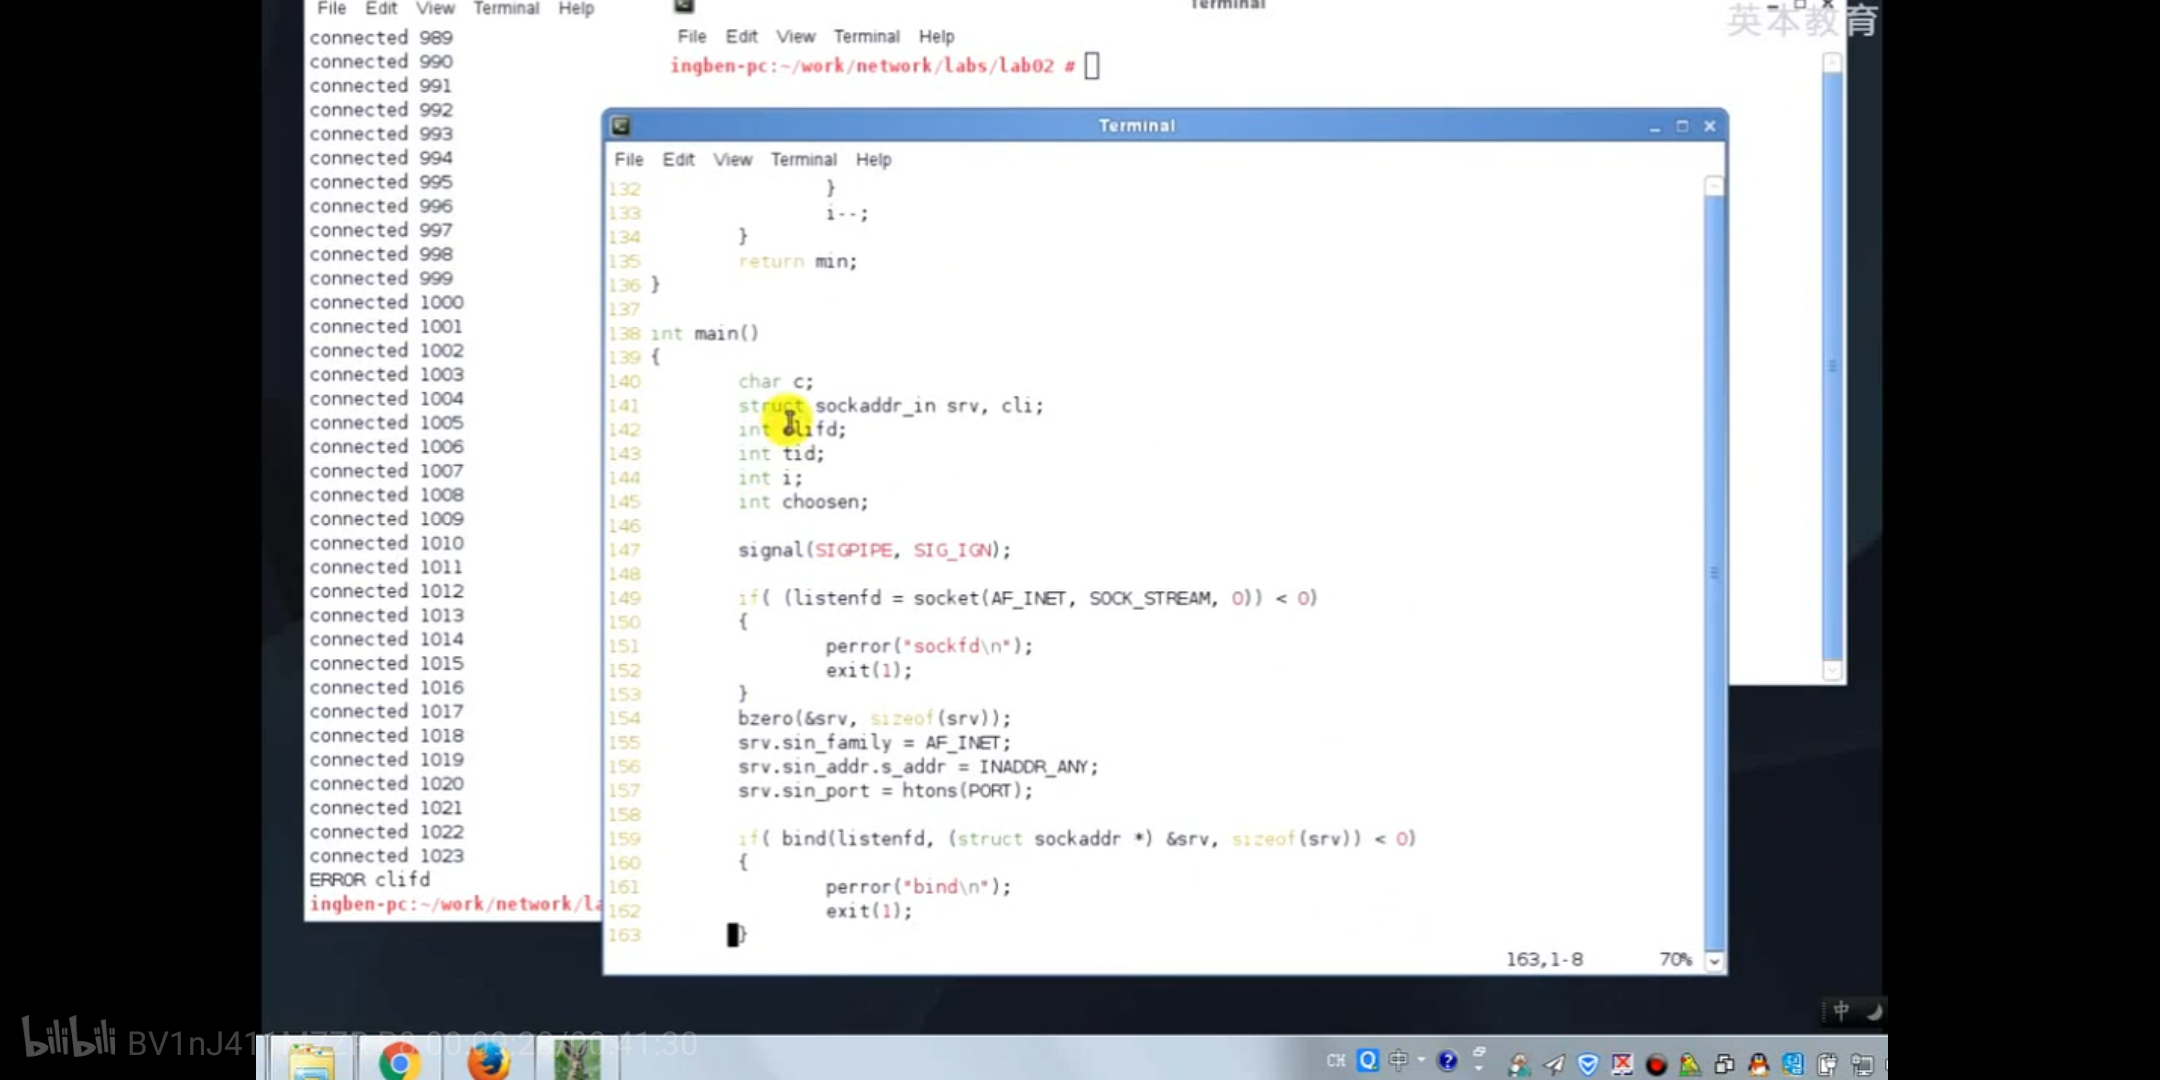 File Edit View Terminal Help
connected 989
connected 990
connected 991
connected 992
connected 993
connected 994
connected 995
connected 996
connected 997
connected 998
connected 999
connected 1000
connected 1001
connected 1002
connected 1003
connected 1004
connected 1005
connected 1006
connected 1007
connected 1008
connected 1009
connected 1010
connected 1011
connected 1012
connected 1013
connected 1014
connected 1015
connected 1016
connected 1017
connected 1018
connected 1019
connected 1020
connected 1021
connected 1022
connected 1023
ERROR clifd
ingben-pc:~/work/network/la
Terminal
英本教育
File Edit View Terminal Help
ingben-pc:~/work/network/labs/lab02 #
Terminal
File Edit View Terminal Help
132 }
133 i--;
134 }
135 return min;
136 }
137
138 int main()
139 {
140 char c;
141 struct sockaddr_in srv, cli;
142 int clifd;
143 int tid;
144 int i;
145 int choosen;
146
147 signal(SIGPIPE, SIG_IGN);
148
149 if( (listenfd = socket(AF_INET, SOCK_STREAM, 0)) < 0)
150 {
151 perror("sockfd\n");
152 exit(1);
153 }
154 bzero(&srv, sizeof(srv));
155 srv.sin_family = AF_INET;
156 srv.sin_addr.s_addr = INADDR_ANY;
157 srv.sin_port = htons(PORT);
158
159 if( bind(listenfd, (struct sockaddr *) &srv, sizeof(srv)) < 0)
160 {
161 perror("bind\n");
162 exit(1);
163 }
163,1-8 70%
中
bilibili
CH 中